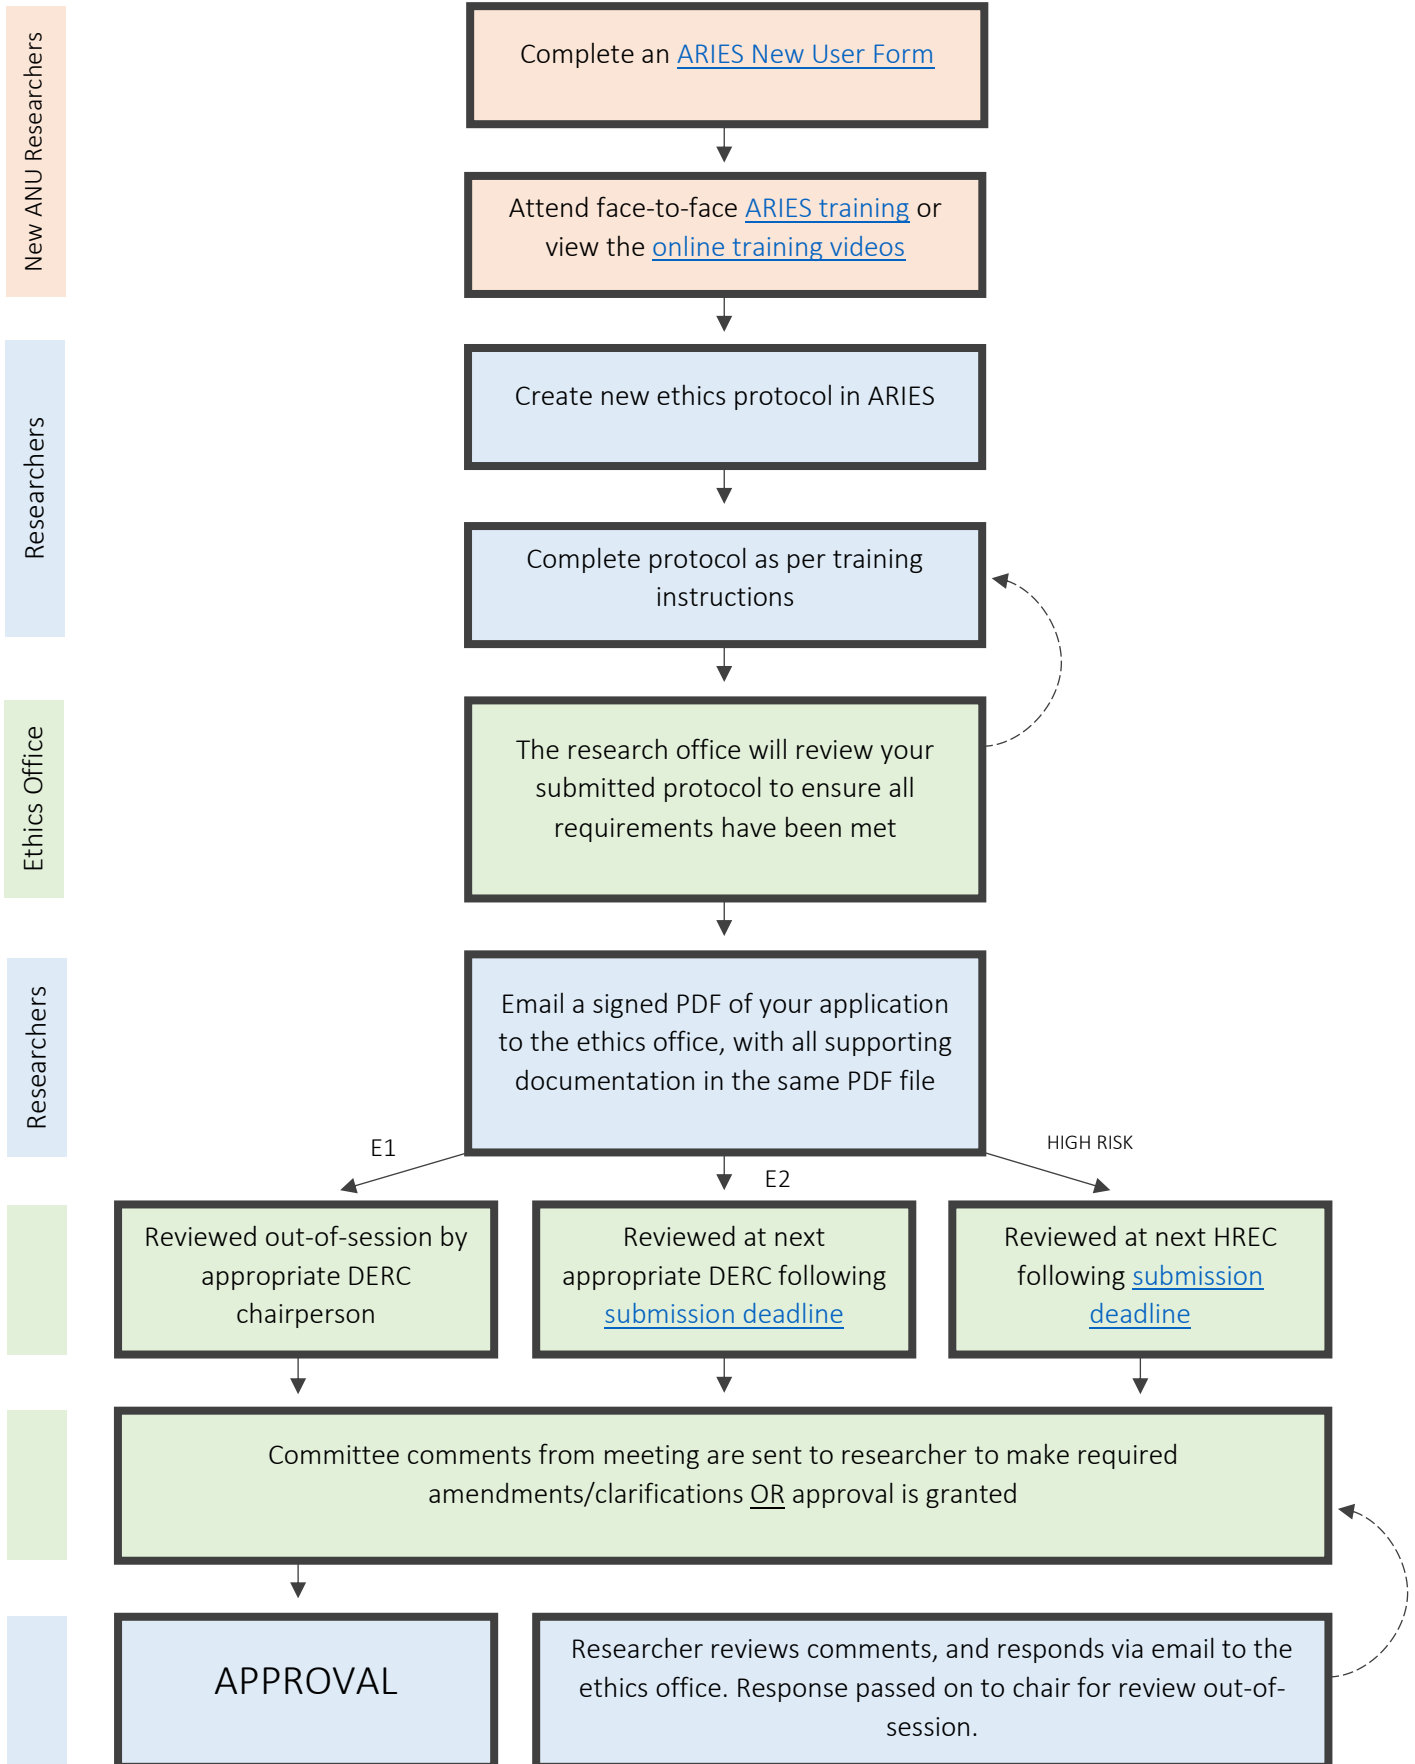 New ANU Researchers
Complete an ARIES New User Form
Attend face-to-face ARIES training or
view the online training videos
Researchers
Create new ethics protocol in ARIES
Complete protocol as per training
instructions
Ethics Office
The research office will review your
submitted protocol to ensure all
requirements have been met
Researchers
Email a signed PDF of your application
to the ethics office, with all supporting
documentation in the same PDF file
E1
E2
HIGH RISK
Reviewed out-of-session by
appropriate DERC
chairperson
Reviewed at next
appropriate DERC following
submission deadline
Reviewed at next HREC
following submission
deadline
Committee comments from meeting are sent to researcher to make required
amendments/clarifications OR approval is granted
APPROVAL
Researcher reviews comments, and responds via email to the
ethics office. Response passed on to chair for review out-of-
session.